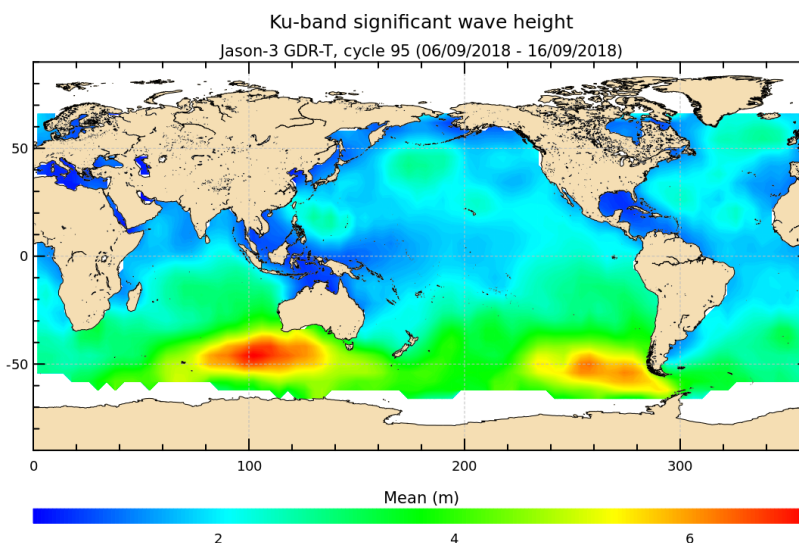 Ku-band significant wave height
Jason-3 GDR-T, cycle 95 (06/09/2018 - 16/09/2018)
50
0
-50
0 100 200 300
Mean (m)
2 4 6